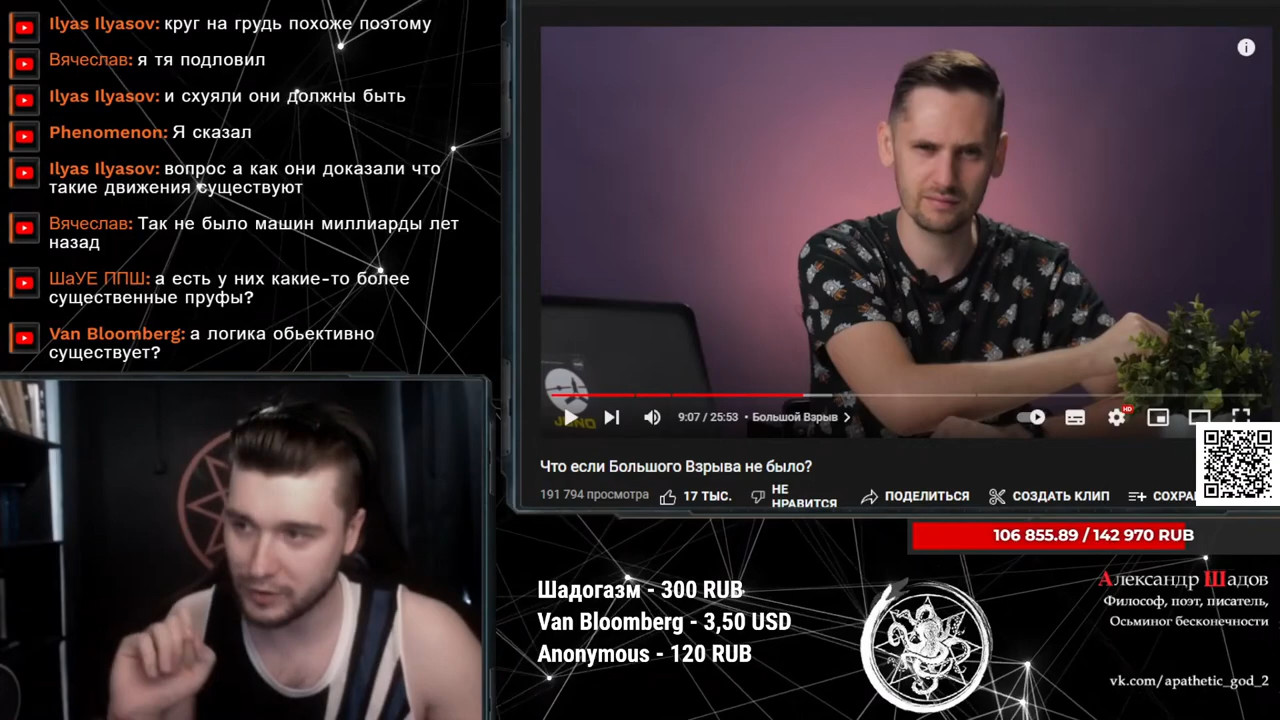 Ilyas Ilyasov: круг на грудь похоже поэтому
Вячеслав: я тя подловил
Ilyas Ilyasov: и схуяли они должны быть
Phenomenon: Я сказал
Ilyas Ilyasov: вопрос а как они доказали что
такие движения существуют
Вячеслав: Так не было машин миллиарды лет
назад
ШаУЕ ППШ: а есть у них какие-то более
существенные пруфы?
Van Bloomberg: а логика обьективно
существует?
9:07 / 25:53 • Большой Взрыв
HD
Что если Большого Взрыва не было?
191 794 просмотра
17 ТЫС.
НЕ
НРАВИТСЯ
ПОДЕЛИТЬСЯ
СОЗДАТЬ КЛИП
СОХРАН
106 855.89 / 142 970 RUB
Шадогазм - 300 RUB
Van Bloomberg - 3,50 USD
Anonymous - 120 RUB
Александр Шадов
Философ, поэт, писатель,
Осьминог бесконечности
vk.com/apathetic_god_2